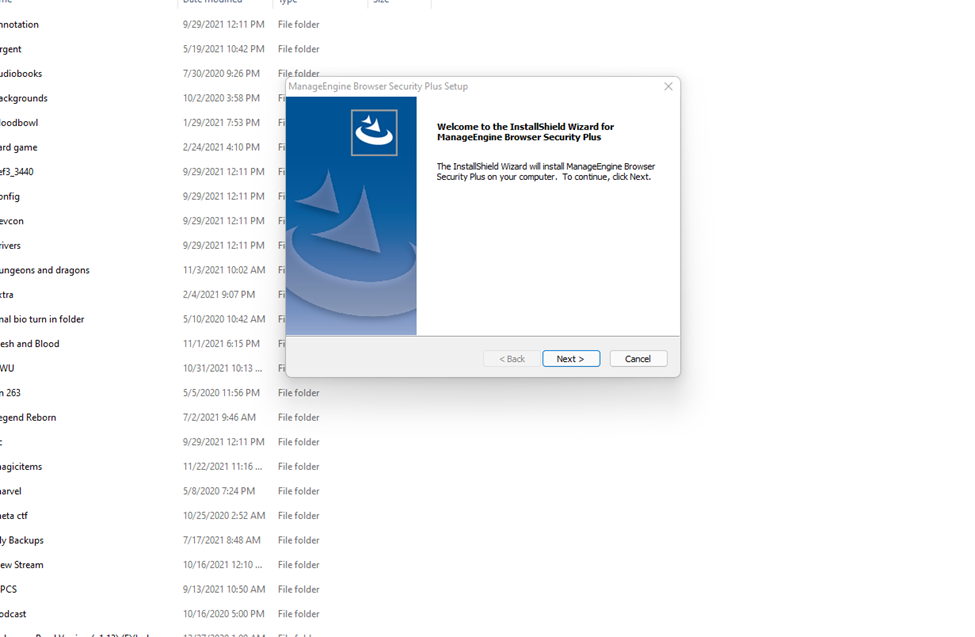 Date modified Type Size
nnotation 9/29/2021 12:11 PM File folder
rgent 5/19/2021 10:42 PM File folder
udiobooks 7/30/2020 9:26 PM File folder
ackgrounds 10/2/2020 3:58 PM Fi
loodbowl 1/29/2021 7:53 PM Fi
ard game 2/24/2021 4:10 PM Fi
ef3_3440 9/29/2021 12:11 PM Fi
onfig 9/29/2021 12:11 PM Fi
evcon 9/29/2021 12:11 PM Fi
rivers 9/29/2021 12:11 PM Fi
ungeons and dragons 11/3/2021 10:02 AM Fi
xtra 2/4/2021 9:07 PM Fi
nal bio turn in folder 5/10/2020 10:42 AM Fi
esh and Blood 11/1/2021 6:15 PM Fi
WU 10/31/2021 10:13 ... Fi
n 263 5/5/2020 11:56 PM File folder
egend Reborn 7/2/2021 9:46 AM File folder
c 9/29/2021 12:11 PM File folder
nagicitems 11/22/2021 11:16 ... File folder
narvel 5/8/2020 7:24 PM File folder
neta ctf 10/25/2020 2:52 AM File folder
ly Backups 7/17/2021 8:48 AM File folder
ew Stream 10/16/2021 12:10 ... File folder
PCS 9/13/2021 10:50 AM File folder
odcast 10/16/2020 5:00 PM File folder
ManageEngine Browser Security Plus Setup
Welcome to the InstallShield Wizard for
ManageEngine Browser Security Plus
The InstallShield Wizard will install ManageEngine Browser
Security Plus on your computer. To continue, click Next.
< Back Next > Cancel